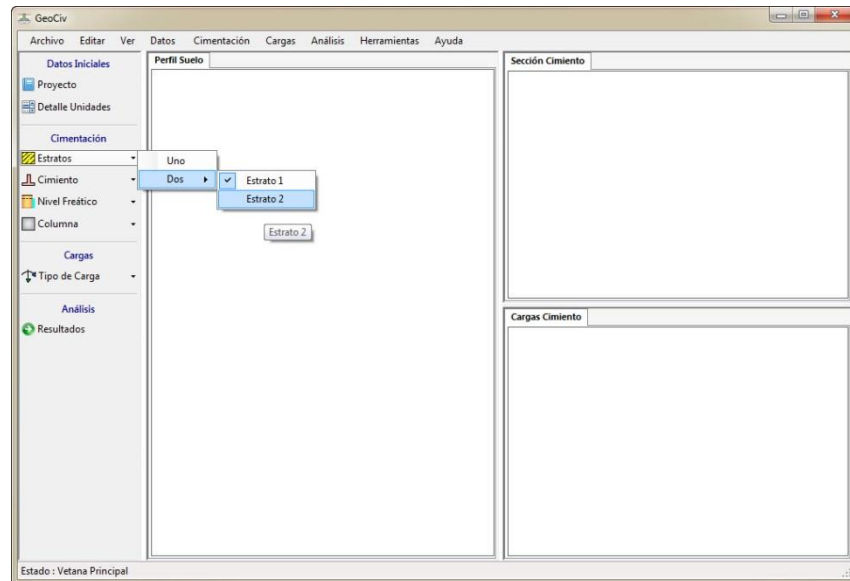 GeoCiv
Archivo Editar Ver Datos Cimentación Cargas Análisis Herramientas Ayuda
Datos Iniciales
Proyecto
Detalle Unidades
Cimentación
Estratos
Cimiento
Nivel Freático
Columna
Cargas
Tipo de Carga
Análisis
Resultados
Perfil Suelo
Uno
Dos
Estrato 1
Estrato 2
Estrato 2
Sección Cimiento
Cargas Cimiento
Estado : Vetana Principal